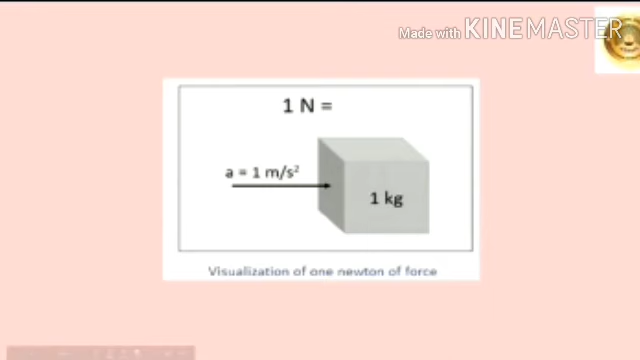 Made with KINEMASTER
1 N =
a = 1 m/s²
1 kg
Visualization of one newton of force